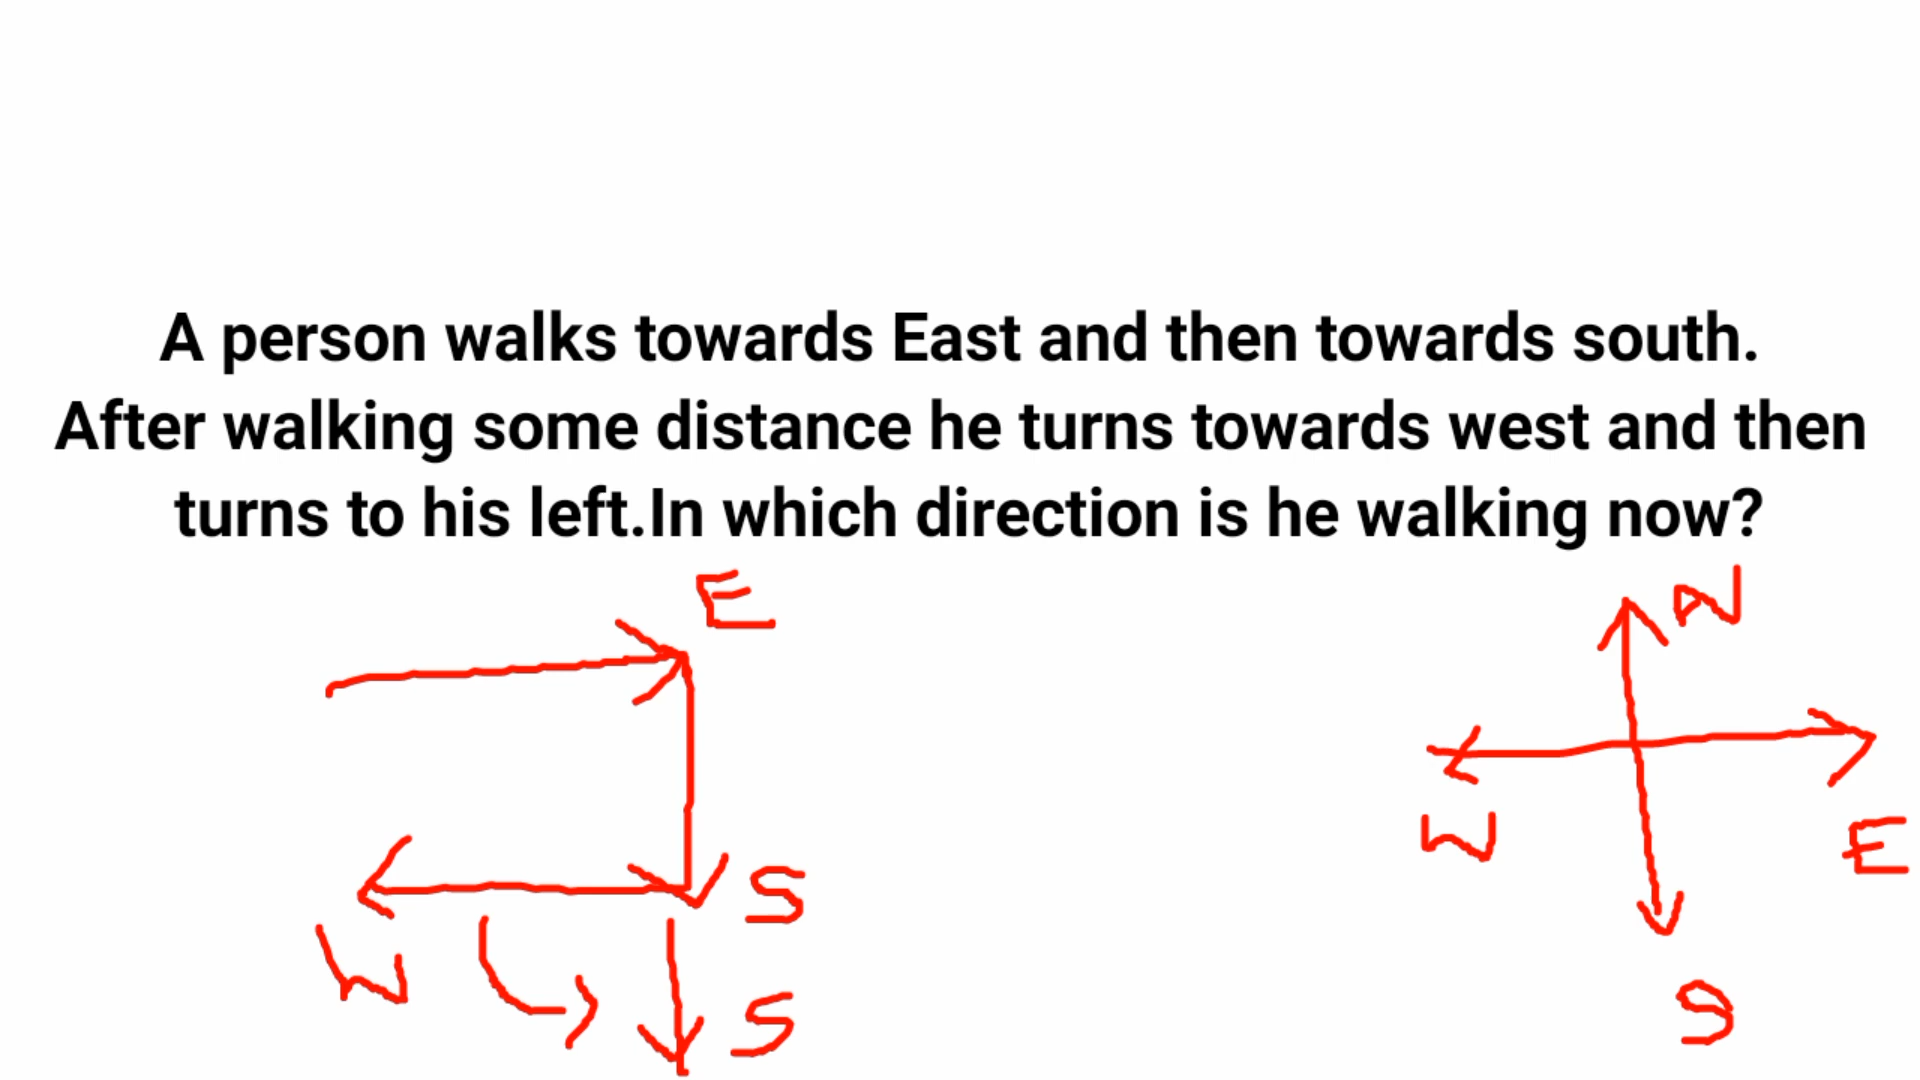 A person walks towards East and then towards south.
After walking some distance he turns towards west and then
turns to his left.In which direction is he walking now?
E
N
W
E
S
W
S
S